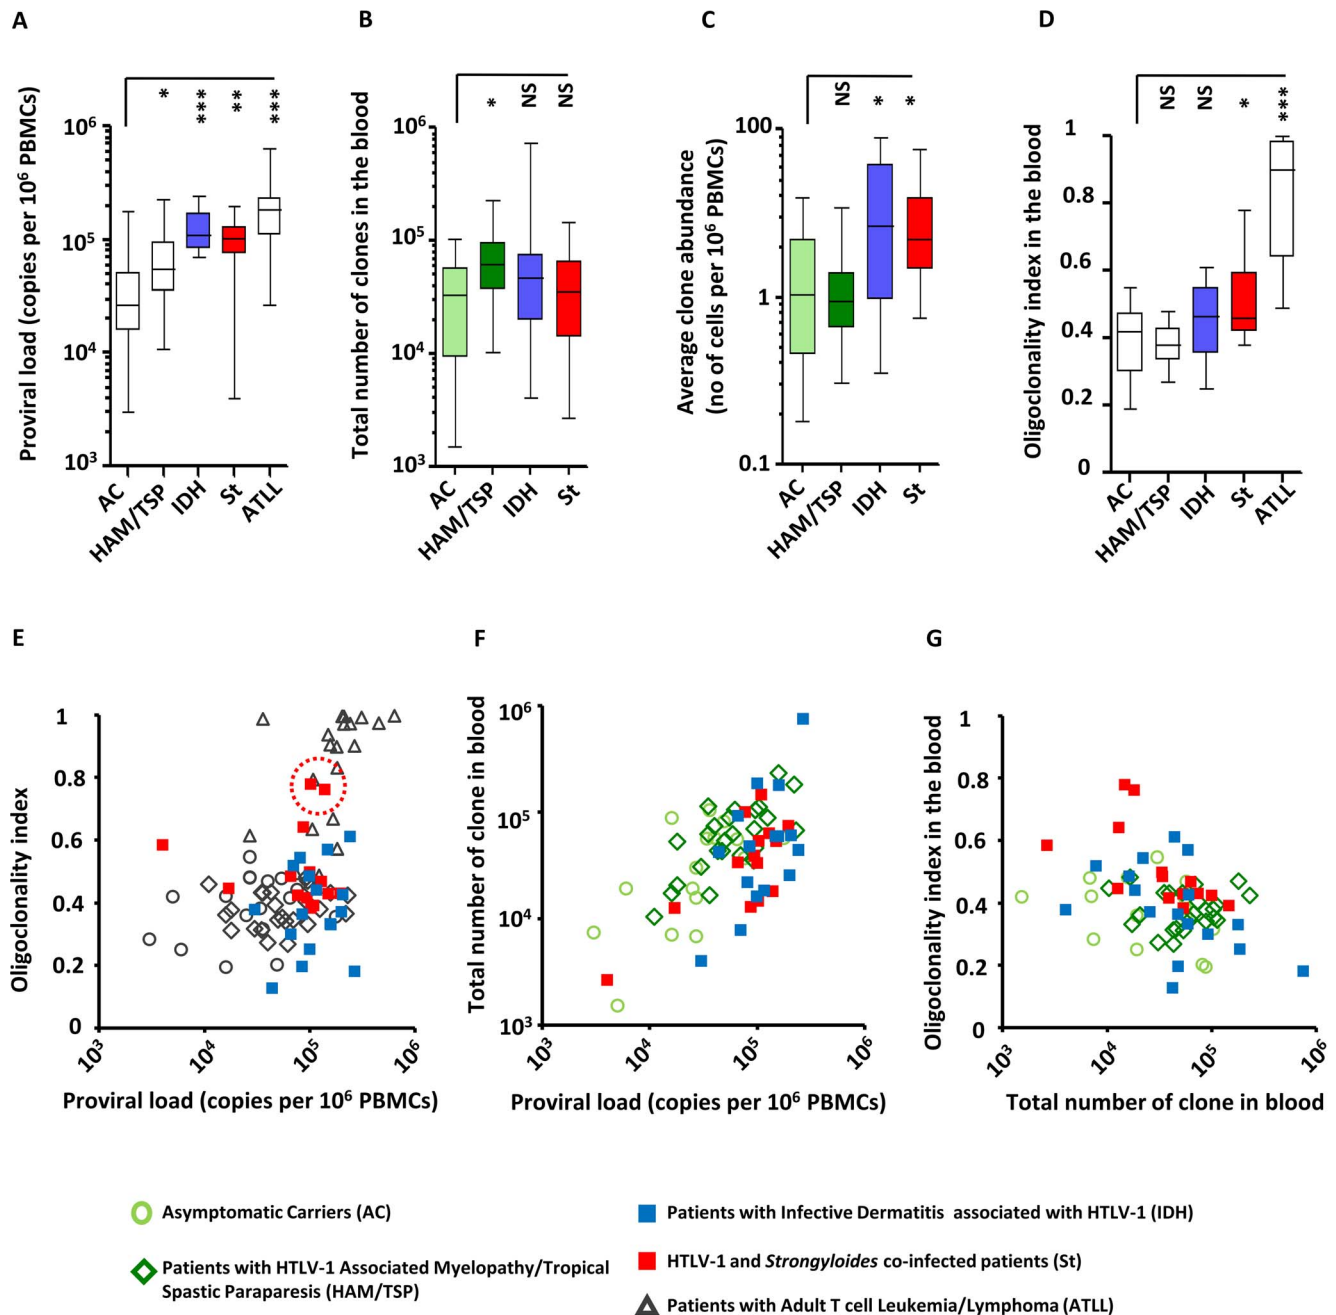 A
B
C
D
Proviral load (copies per 10⁶ PBMCs)
10⁶
10⁵
10⁴
10³
*
***
**
***
AC
HAM/TSP
IDH
St
ATLL
Total number of clones in the blood
10⁶
10⁵
10⁴
10³
*
NS
NS
AC
HAM/TSP
IDH
St
Average clone abundance
(no of cells per 10⁶ PBMCs)
100
1
0.1
NS
*
*
AC
HAM/TSP
IDH
St
Oligoclonality index in the blood
1
0.8
0.6
0.4
0.2
0
NS
NS
*
***
AC
HAM/TSP
IDH
St
ATLL
E
F
G
Oligoclonality index
1
0.8
0.6
0.4
0.2
0
10³
10⁴
10⁵
10⁶
Proviral load (copies per 10⁶ PBMCs)
Total number of clone in blood
10⁶
10⁵
10⁴
10³
10³
10⁴
10⁵
10⁶
Proviral load (copies per 10⁶ PBMCs)
Oligoclonality index in the blood
1
0.8
0.6
0.4
0.2
0
10³
10⁴
10⁵
10⁶
Total number of clone in blood
Asymptomatic Carriers (AC)
Patients with HTLV-1 Associated Myelopathy/Tropical
Spastic Paraparesis (HAM/TSP)
Patients with Infective Dermatitis associated with HTLV-1 (IDH)
HTLV-1 and Strongyloides co-infected patients (St)
Patients with Adult T cell Leukemia/Lymphoma (ATLL)